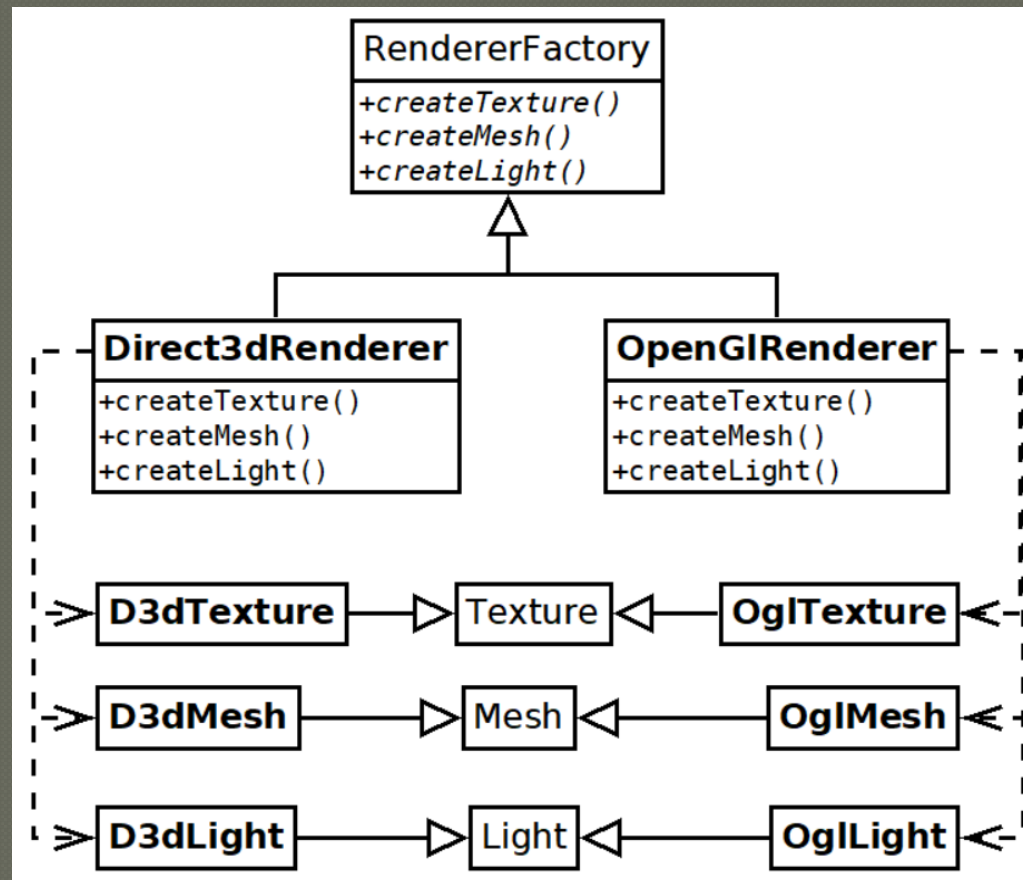 RendererFactory
+createTexture()
+createMesh()
+createLight()
Direct3dRenderer
+createTexture()
+createMesh()
+createLight()
OpenGlRenderer
+createTexture()
+createMesh()
+createLight()
D3dTexture
Texture
OglTexture
D3dMesh
Mesh
OglMesh
D3dLight
Light
OglLight